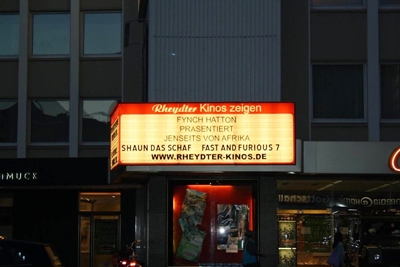 Rheydter Kinos zeigen
FYNCH HATTON
PRÄSENTIERT
JENSEITS VON AFRIKA
SHAUN DAS SCHAF FAST AND FURIOUS 7
WWW.RHEYDTER-KINOS.DE